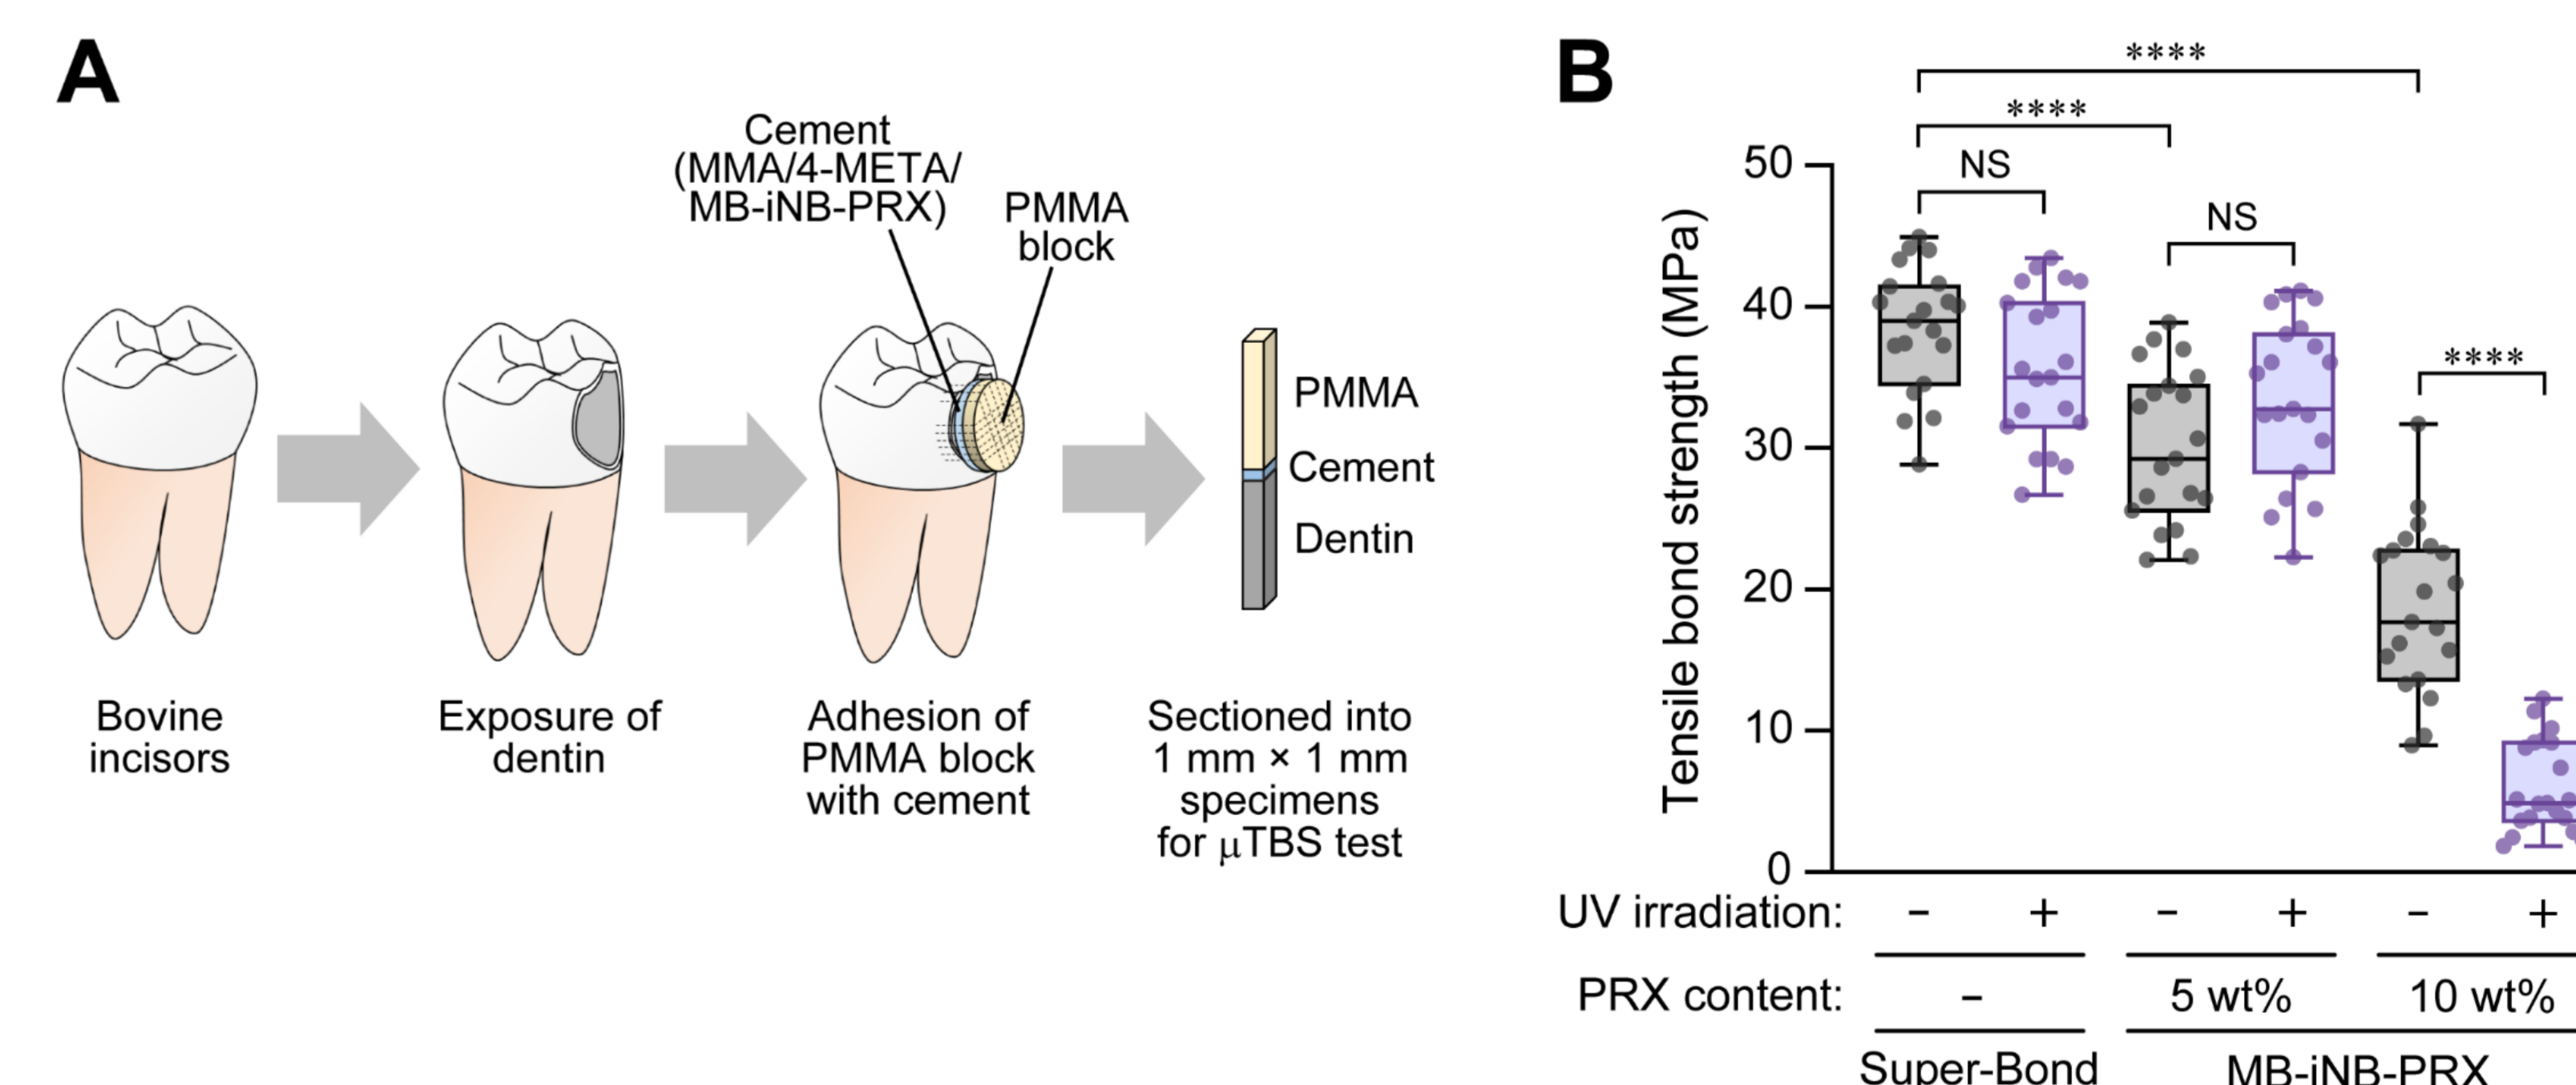 A
Cement
(MMA/4-META/
MB-iNB-PRX)
PMMA
block
PMMA
Cement
Dentin
Bovine
incisors
Exposure of
dentin
Adhesion of
PMMA block
with cement
Sectioned into
1 mm × 1 mm
specimens
for μTBS test
B
****
****
NS
NS
****
Tensile bond strength (MPa)
50
40
30
20
10
0
UV irradiation: - + - + - +
PRX content: - 5 wt% 10 wt%
Super-Bond MB-iNB-PRX